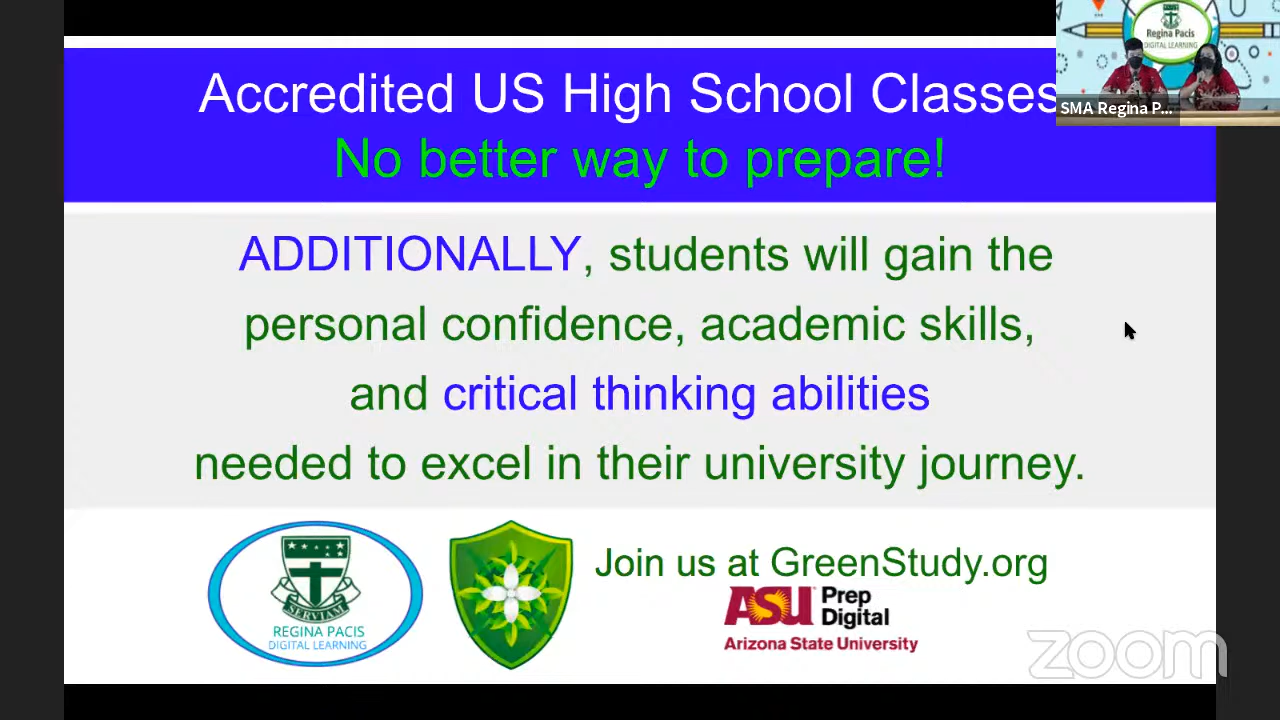 Accredited US High School Classes
No better way to prepare!
Regina Pacis
DIGITAL LEARNING
SMA Regina P...
ADDITIONALLY, students will gain the
personal confidence, academic skills,
and critical thinking abilities
needed to excel in their university journey.
SERVIAM
REGINA PACIS
DIGITAL LEARNING
Join us at GreenStudy.org
ASU Prep
Digital
Arizona State University
zoom